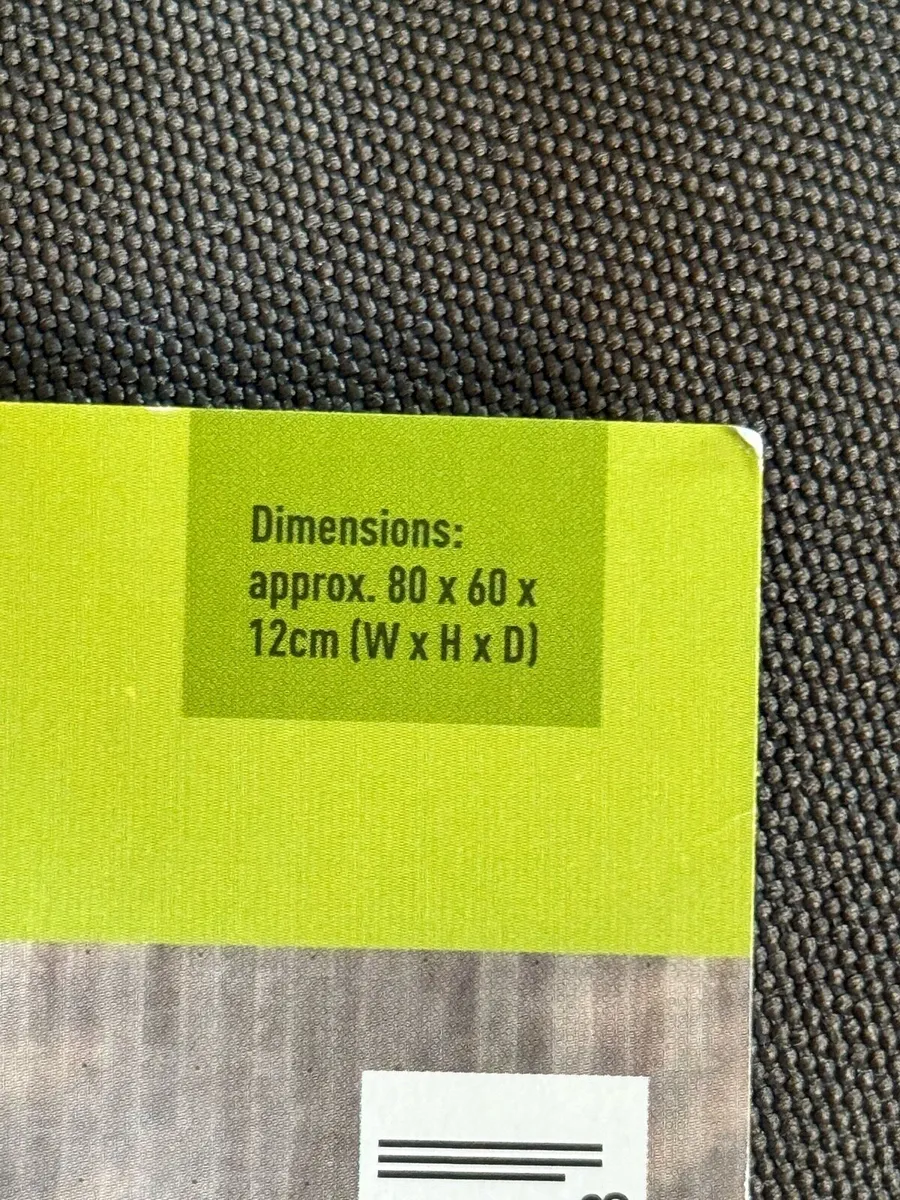 Dimensions:
approx. 80 x 60 x
12cm (W x H x D)